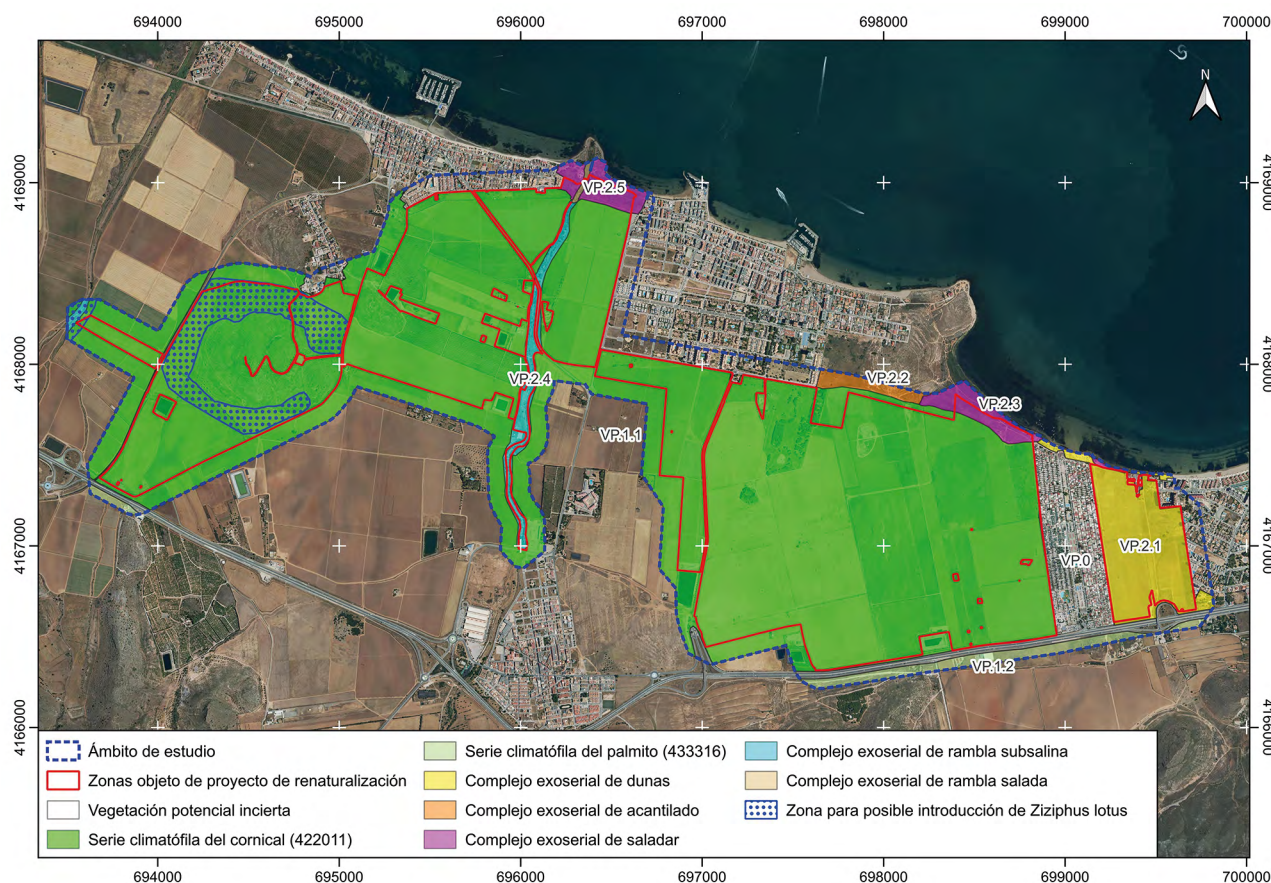 694000 695000 696000 697000 698000 699000 700000
N
4169000 4169000
VP.2.5
4168000 4168000
VP.2.4
VP.2.2
VP.2.3
VP.1.1
4167000 4167000
VP.0
VP.2.1
VP.1.2
4166000 4166000
Ámbito de estudio
Zonas objeto de proyecto de renaturalización
Vegetación potencial incierta
Serie climatófila del cornical (422011)
Serie climatófila del palmito (433316)
Complejo exoserial de dunas
Complejo exoserial de acantilado
Complejo exoserial de saladar
Complejo exoserial de rambla subsalina
Complejo exoserial de rambla salada
Zona para posible introducción de Ziziphus lotus
694000 695000 696000 697000 698000 699000 700000